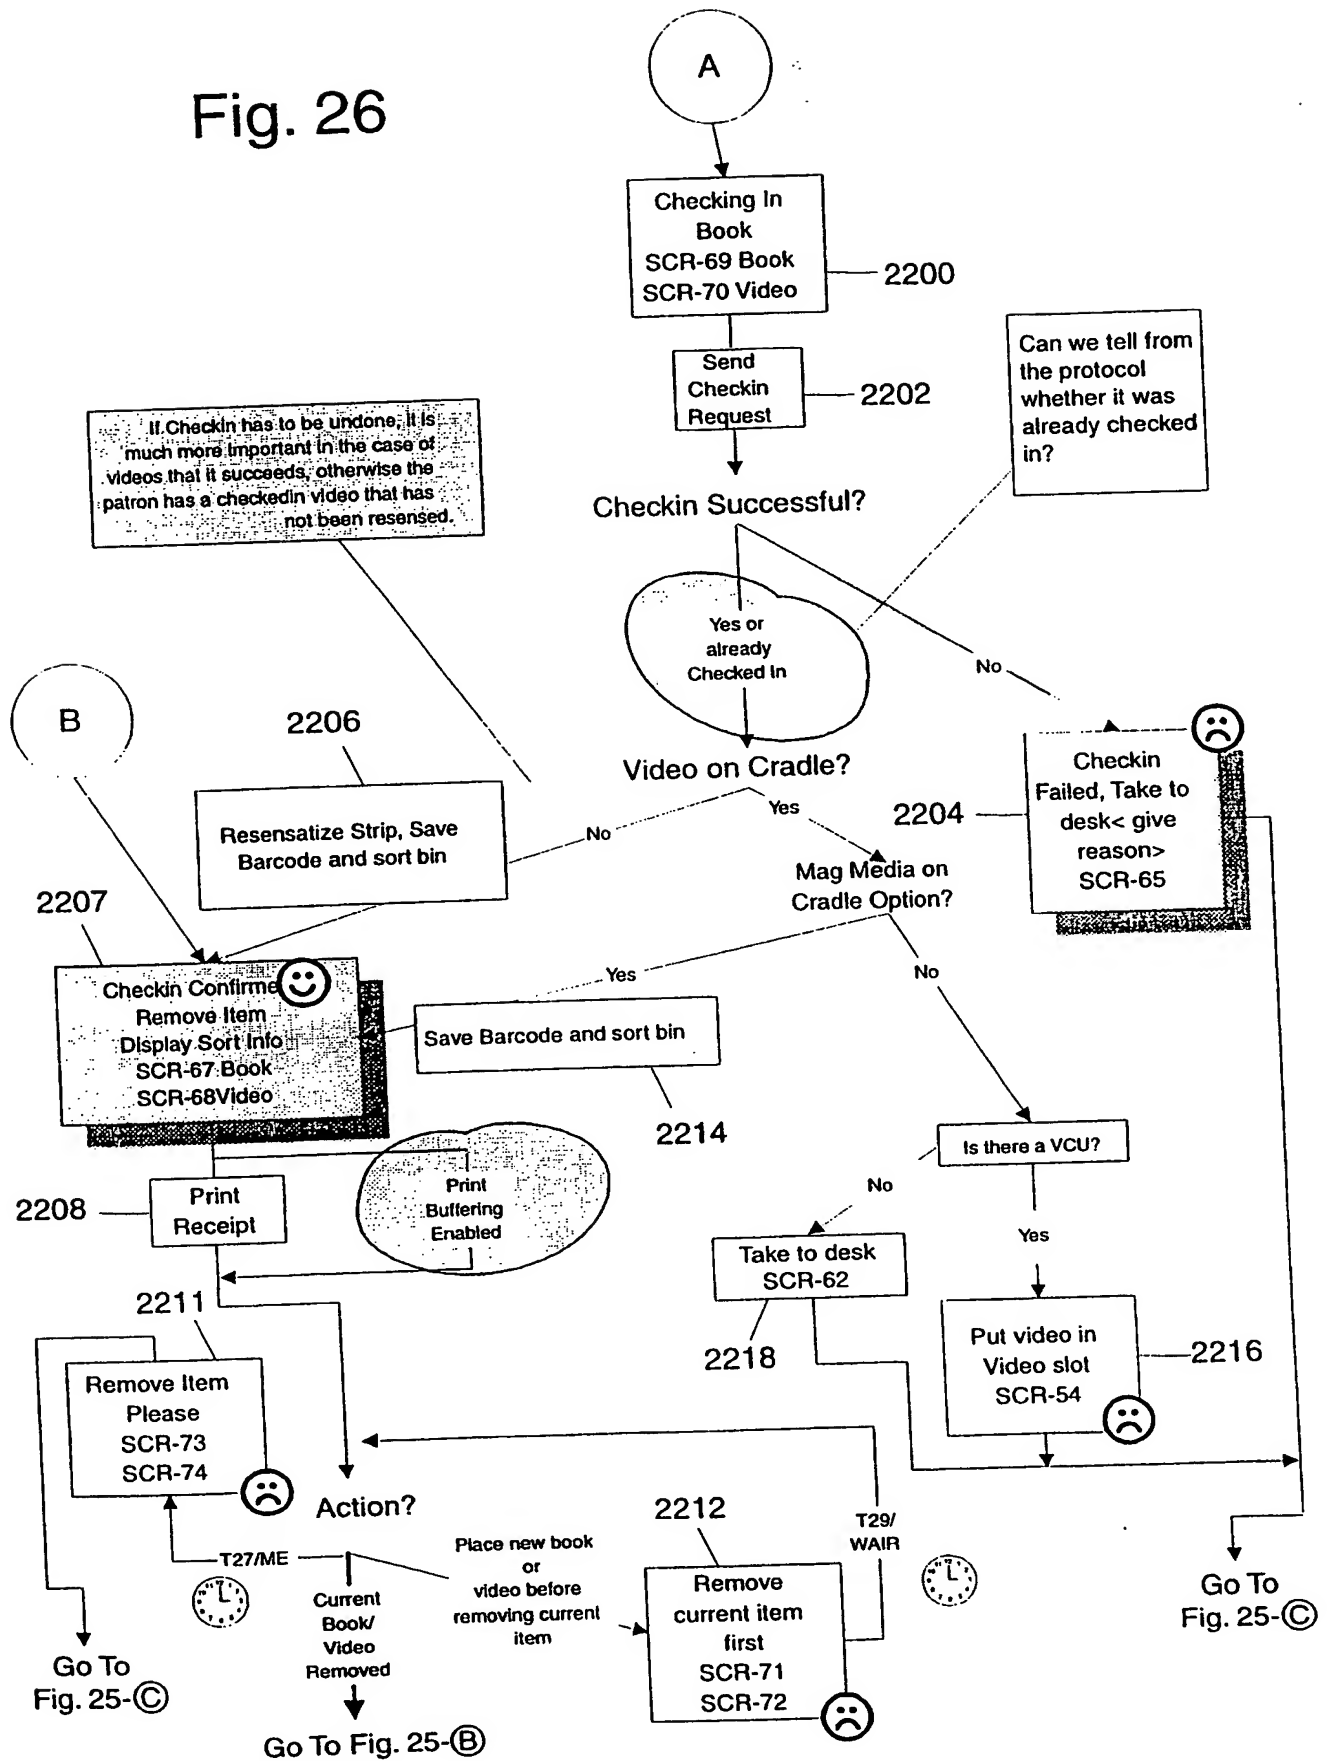 Fig. 26
A
Checking In
Book
SCR-69 Book
SCR-70 Video
2200
Send
Checkin
Request
2202
Can we tell from
the protocol
whether it was
already checked
in?
If Checkin has to be undone, it is
much more important in the case of
videos that it succeeds, otherwise the
patron has a checkedin video that has
not been resensed.
Checkin Successful?
Yes or
already
Checked In
No
B
2206
Video on Cradle?
Resensatize Strip, Save
Barcode and sort bin
No
Yes
2204
Checkin
Failed, Take to
desk< give
reason>
SCR-65
Mag Media on
Cradle Option?
2207
Yes
No
Checkin Confirme
Remove Item
Display Sort Info
SCR-67 Book
SCR-68Video
Save Barcode and sort bin
2214
Is there a VCU?
Print
Buffering
Enabled
2208
Print
Receipt
No
Yes
Take to desk
SCR-62
2218
Put video in
Video slot
SCR-54
2216
2211
Remove Item
Please
SCR-73
SCR-74
Action?
2212
T29/
WAIR
T27/ME
Place new book
or
video before
removing current
item
Current
Book/
Video
Removed
Remove
current item
first
SCR-71
SCR-72
Go To
Fig. 25-C
Go To
Fig. 25-C
Go To Fig. 25-B